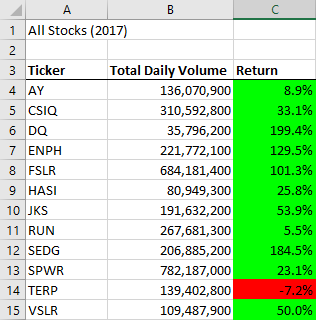 A B C
1 All Stocks (2017)
2
3 Ticker Total Daily Volume Return
4 AY 136,070,900 8.9%
5 CSIQ 310,592,800 33.1%
6 DQ 35,796,200 199.4%
7 ENPH 221,772,100 129.5%
8 FSLR 684,181,400 101.3%
9 HASI 80,949,300 25.8%
10 JKS 191,632,200 53.9%
11 RUN 267,681,300 5.5%
12 SEDG 206,885,200 184.5%
13 SPWR 782,187,000 23.1%
14 TERP 139,402,800 -7.2%
15 VSLR 109,487,900 50.0%